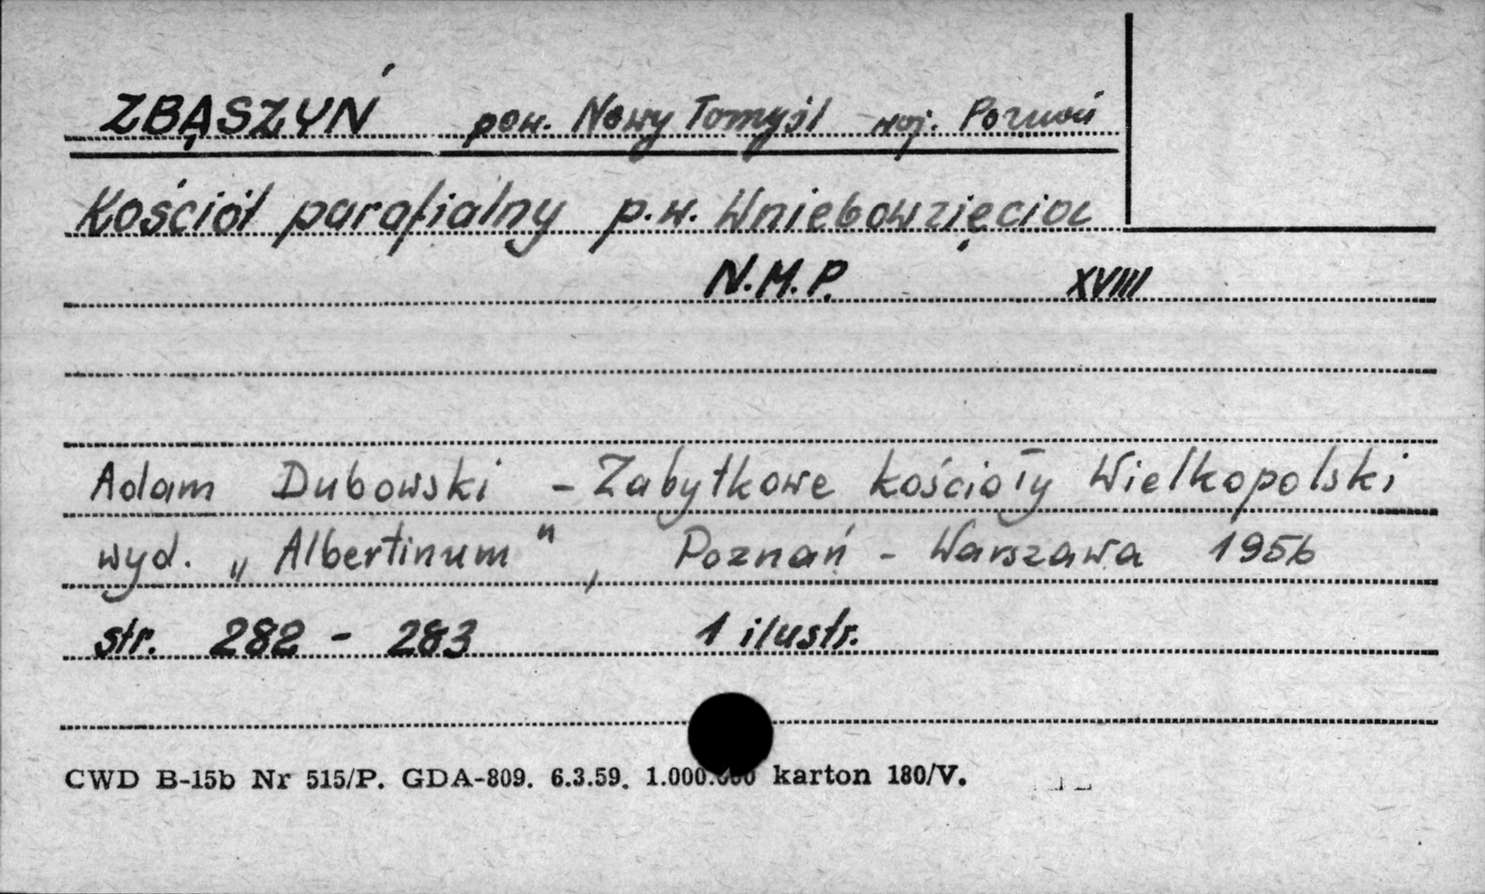 ZBĄSZYŃ pow. Nowy Tomyśl woj. Poznań
Kościół parafialny p.w. Wniebowzięcia
N.M.P. XVIII
Adam Dubowski - Zabytkowe kościoły Wielkopolski
wyd. „Albertinum", Poznań - Warszawa 1956
str. 282 - 283 1 ilustr.
CWD B-15b Nr 515/P. GDA-809. 6.3.59. 1.000.000 karton 180/V.